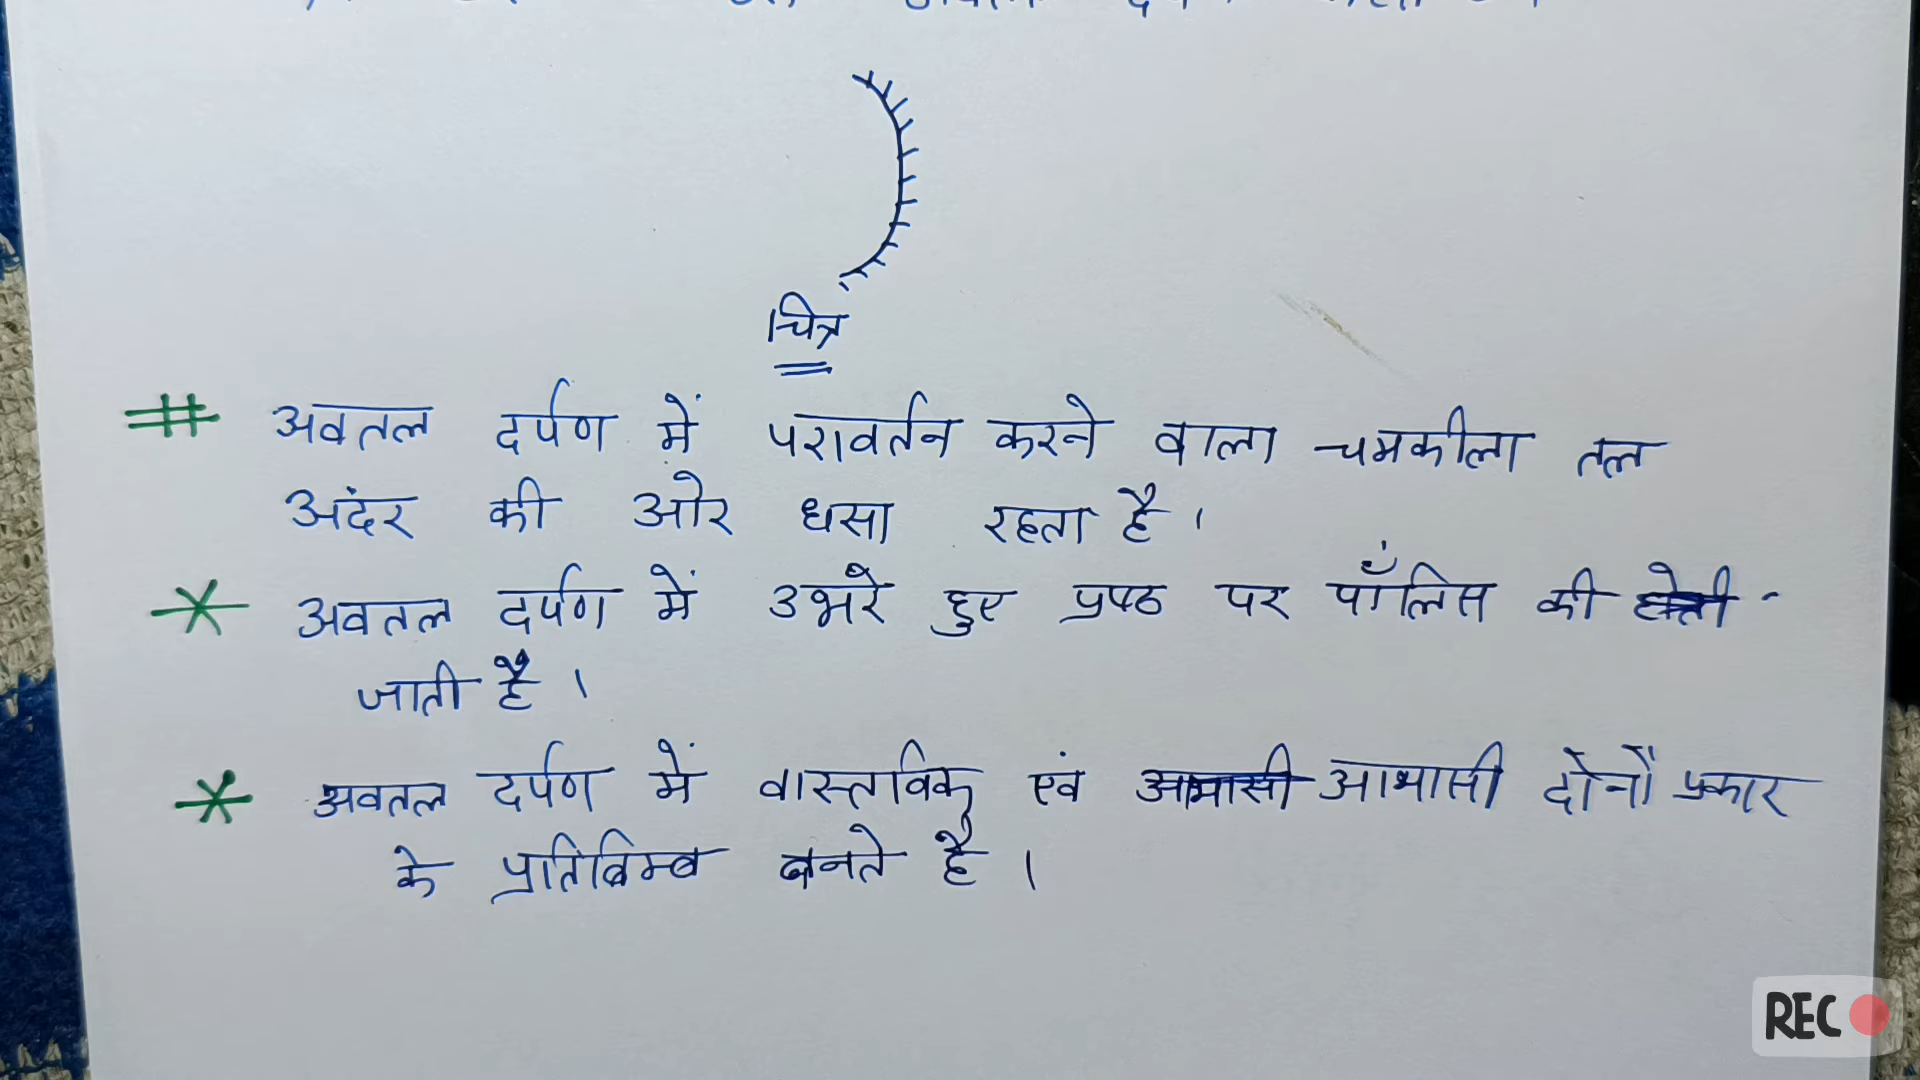 चित्र
# अवतल दर्पण में परावर्तन करने वाला चमकीला तल
अंदर की ओर धसा रहता है।
* अवतल दर्पण में उभरे हुए प्रष्ठ पर पॉलिस की
जाती है।
* अवतल दर्पण में वास्तविक एवं आभासी आभासी दोनों प्रकार
के प्रतिबिम्ब बनते है।
REC